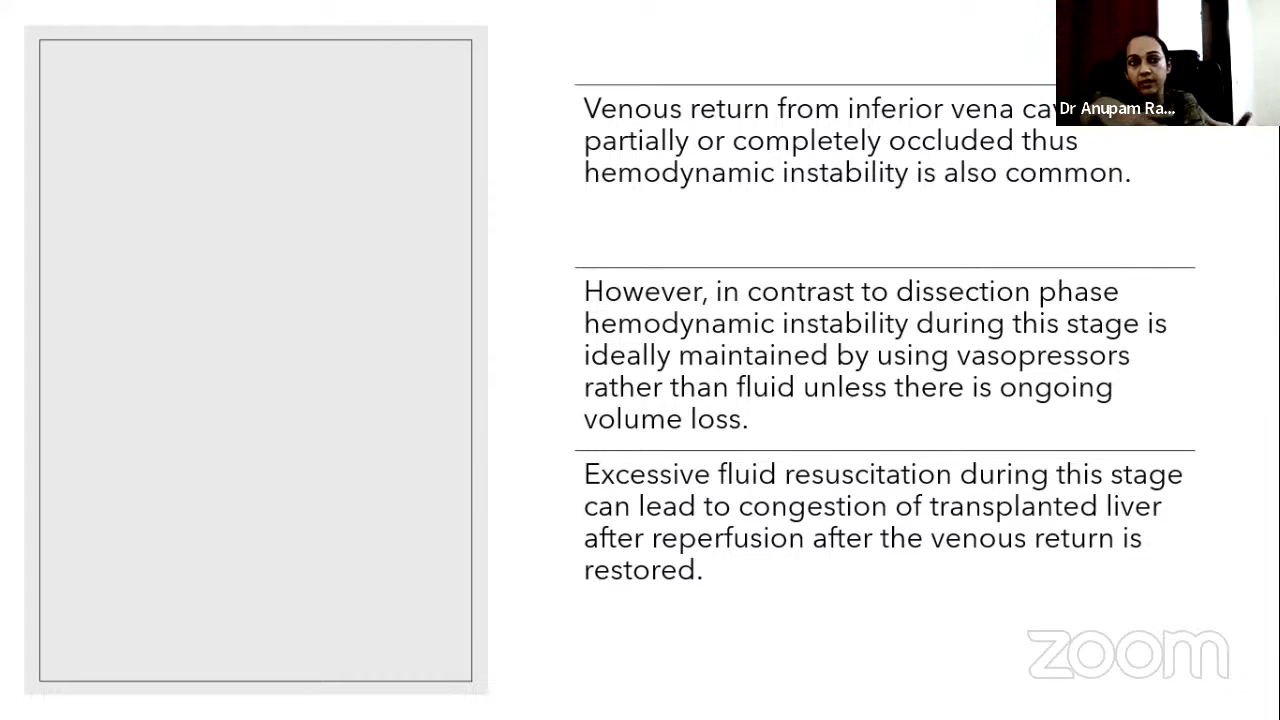 Dr Anupam Ra...
Venous return from inferior vena
partially or completely occluded thus
hemodynamic instability is also common.
However, in contrast to dissection phase
hemodynamic instability during this stage is
ideally maintained by using vasopressors
rather than fluid unless there is ongoing
volume loss.
Excessive fluid resuscitation during this stage
can lead to congestion of transplanted liver
after reperfusion after the venous return is
restored.
zoom